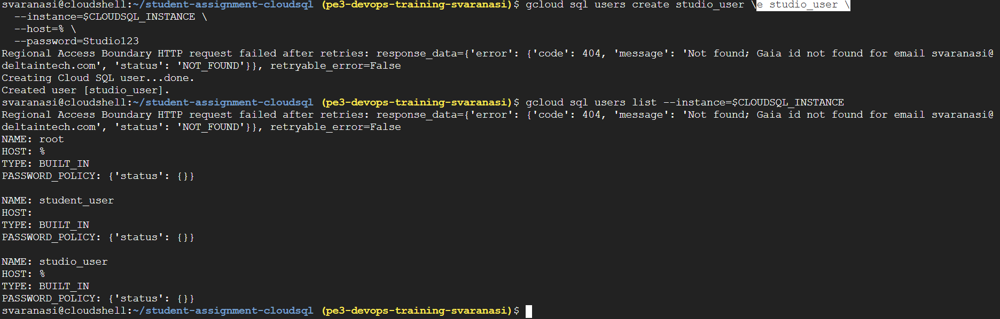 svaranasi@cloudshell:~/student-assignment-cloudsql (pe3-devops-training-svaranasi)$ gcloud sql users create studio_user \e studio_user \
  --instance=$CLOUDSQL_INSTANCE \
  --host=% \
  --password=Studio123
Regional Access Boundary HTTP request failed after retries: response_data={'error': {'code': 404, 'message': 'Not found; Gaia id not found for email svaranasi@
deltaintech.com', 'status': 'NOT_FOUND'}}, retryable_error=False
Creating Cloud SQL user...done.
Created user [studio_user].
svaranasi@cloudshell:~/student-assignment-cloudsql (pe3-devops-training-svaranasi)$ gcloud sql users list --instance=$CLOUDSQL_INSTANCE
Regional Access Boundary HTTP request failed after retries: response_data={'error': {'code': 404, 'message': 'Not found; Gaia id not found for email svaranasi@
deltaintech.com', 'status': 'NOT_FOUND'}}, retryable_error=False
NAME: root
HOST: %
TYPE: BUILT_IN
PASSWORD_POLICY: {'status': {}}

NAME: student_user
HOST:
TYPE: BUILT_IN
PASSWORD_POLICY: {'status': {}}

NAME: studio_user
HOST: %
TYPE: BUILT_IN
PASSWORD_POLICY: {'status': {}}
svaranasi@cloudshell:~/student-assignment-cloudsql (pe3-devops-training-svaranasi)$